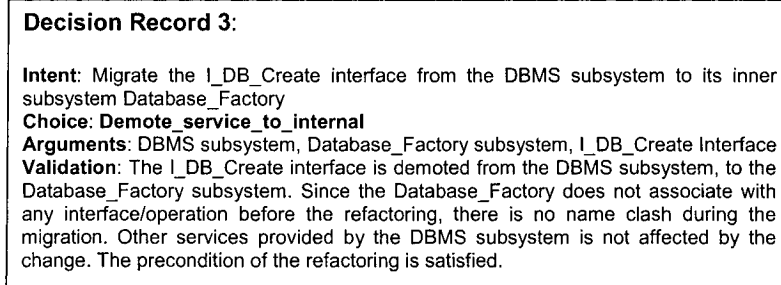 Decision Record 3:
Intent: Migrate the I_DB_Create interface from the DBMS subsystem to its inner
subsystem Database_Factory
Choice: Demote_service_to_internal
Arguments: DBMS subsystem, Database_Factory subsystem, I_DB_Create Interface
Validation: The I_DB_Create interface is demoted from the DBMS subsystem, to the
Database_Factory subsystem. Since the Database_Factory does not associate with
any interface/operation before the refactoring, there is no name clash during the
migration. Other services provided by the DBMS subsystem is not affected by the
change. The precondition of the refactoring is satisfied.